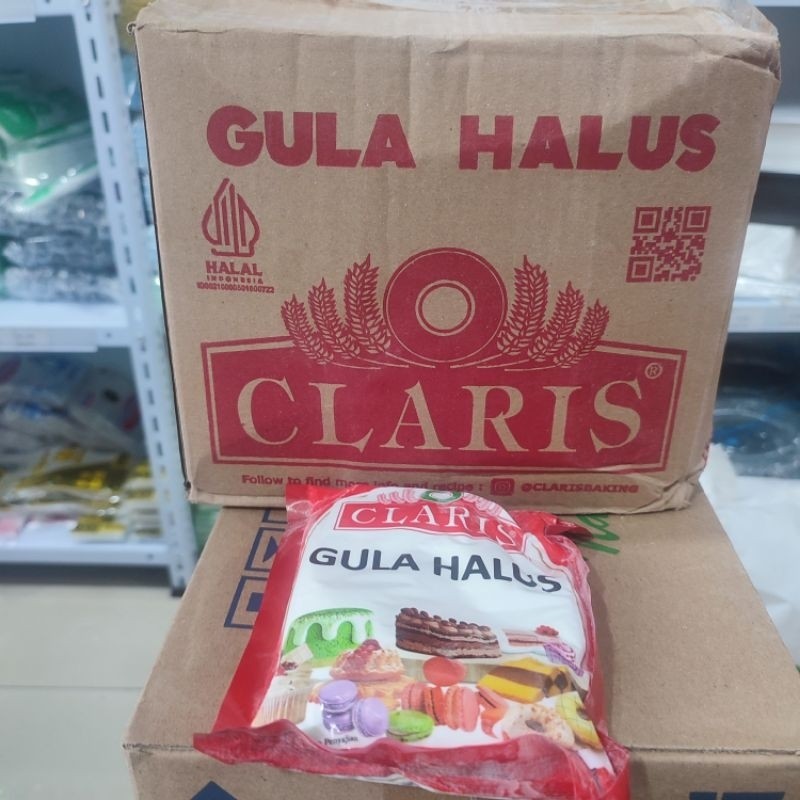 GULA HALUS
HALAL
INDONESIA
CLARIS®
Follow to find more info and recipe : @CLARISBAKING
CLARIS
GULA HALUS